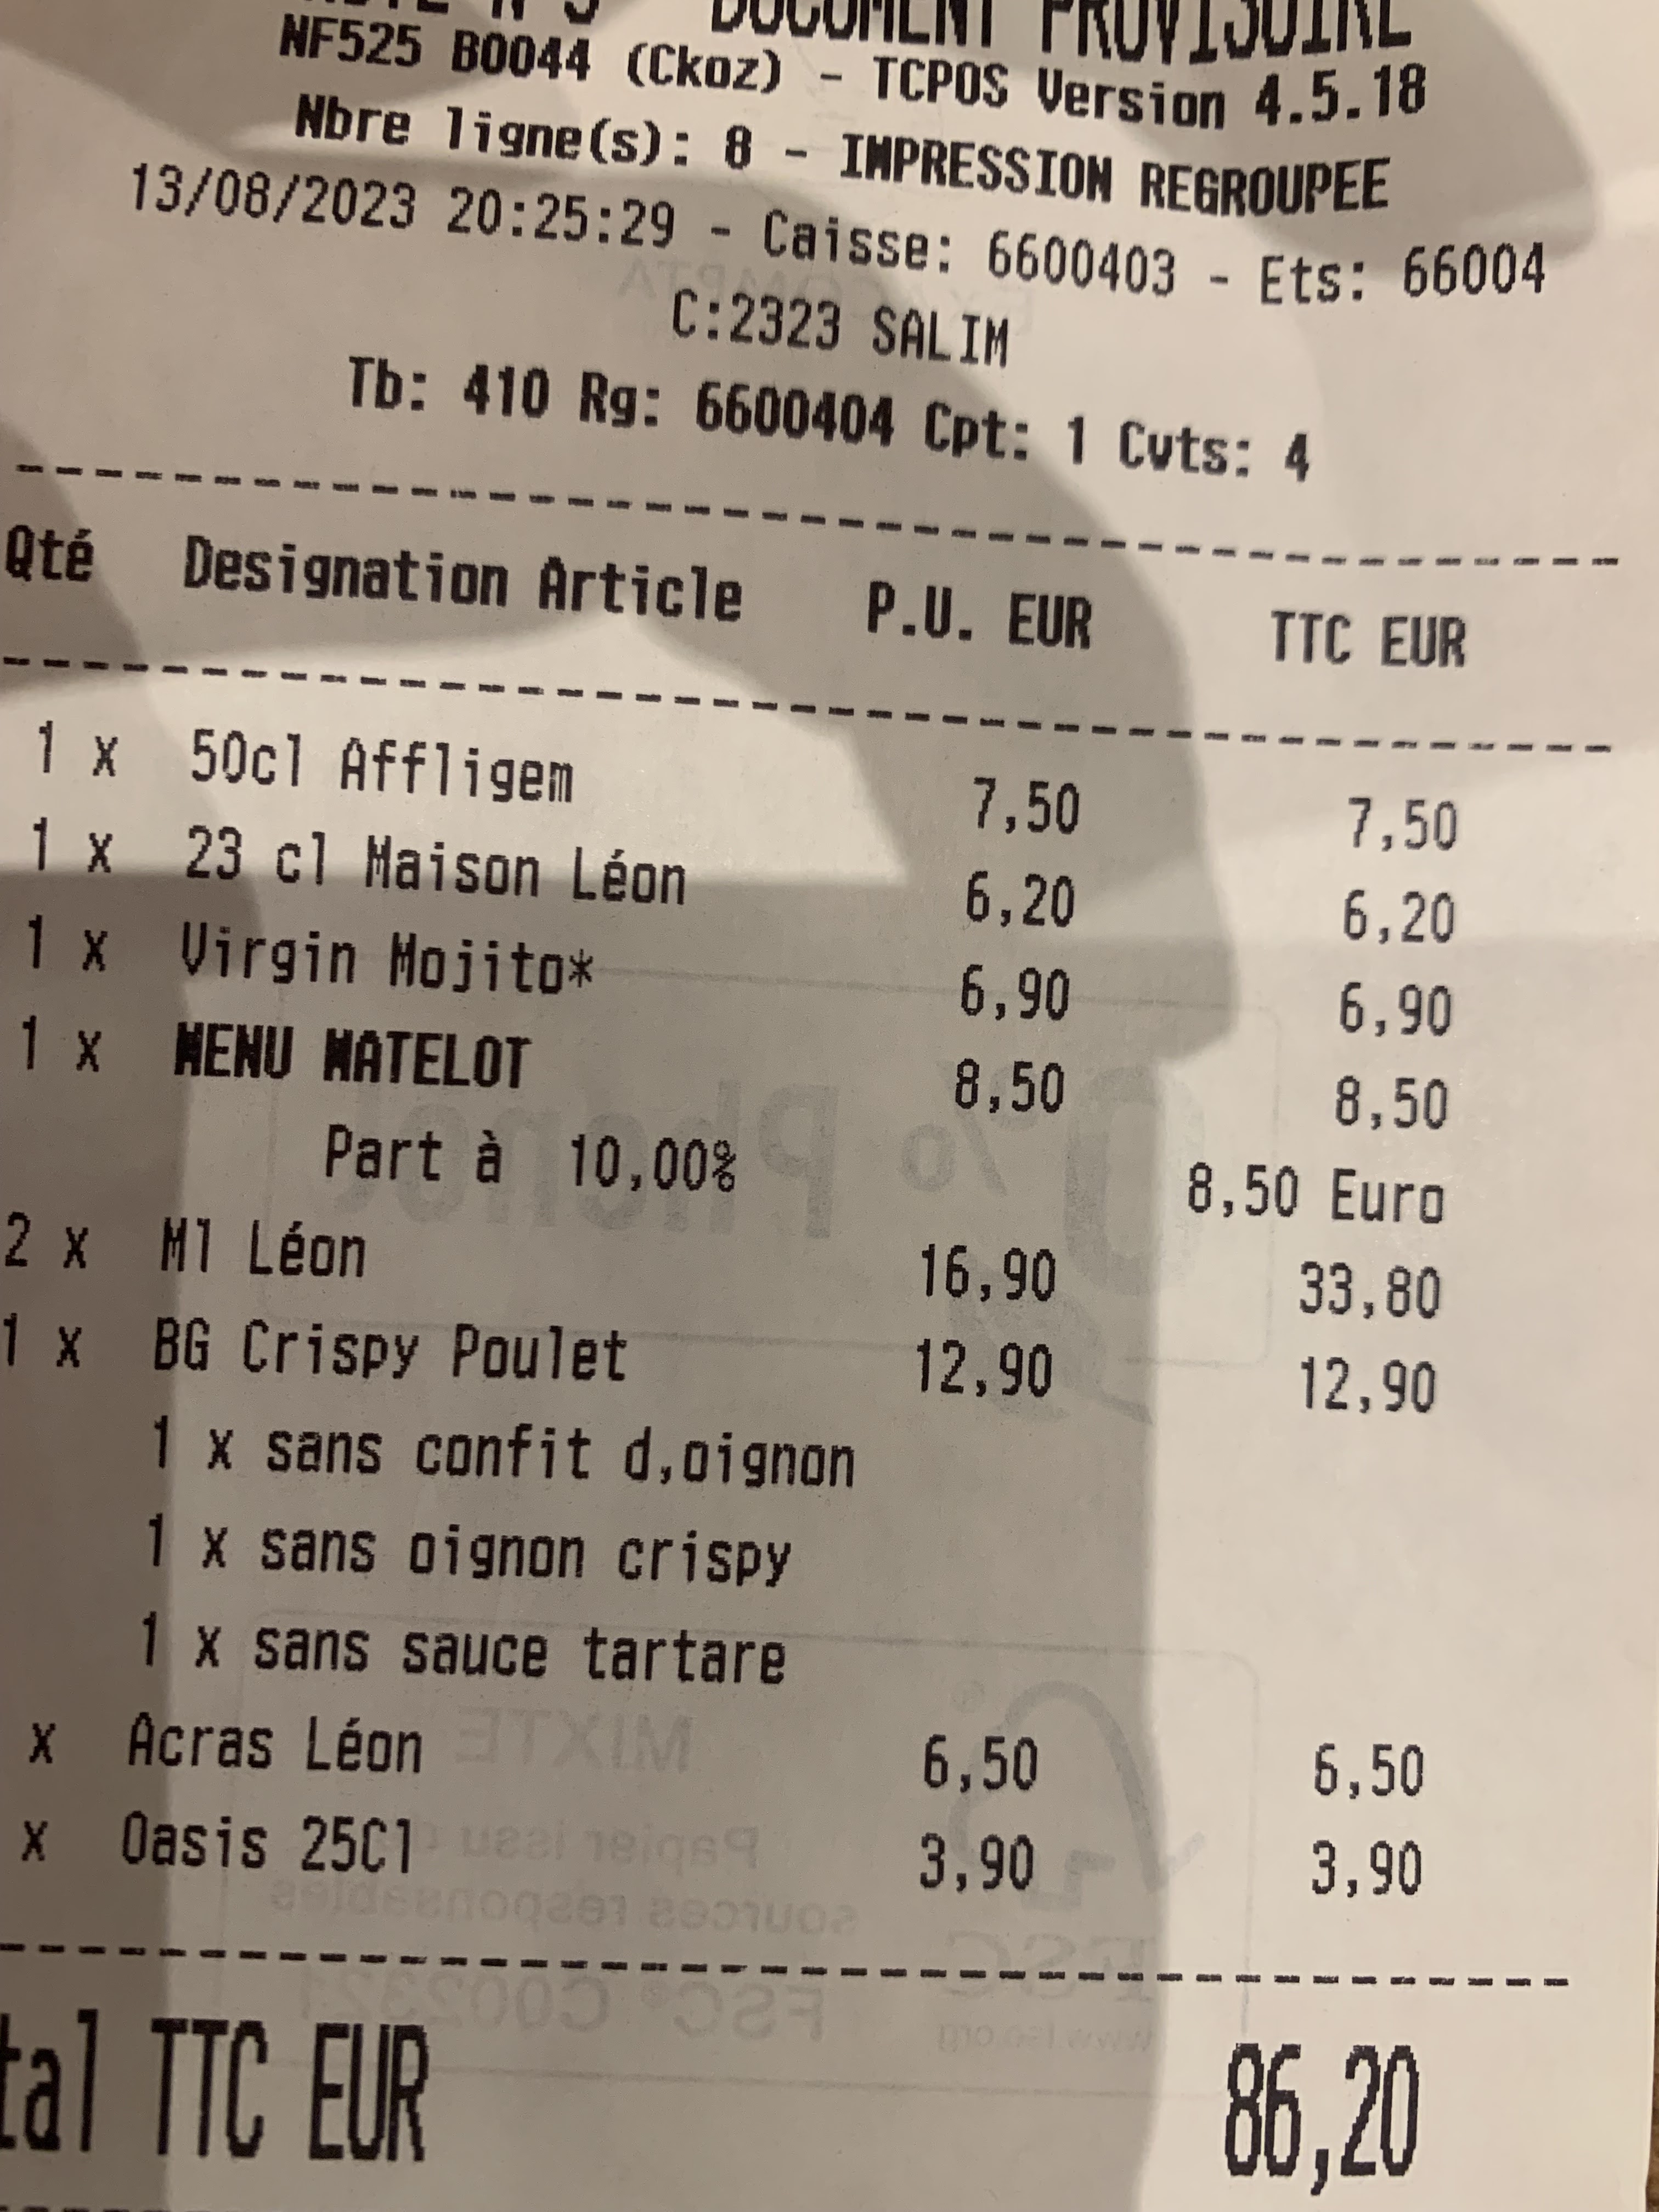 N° DOCUMENT PROVISOIRE
NF525 B0044 (Ckoz) - TCPOS Version 4.5.18
Nbre ligne(s): 8 - IMPRESSION REGROUPEE
13/08/2023 20:25:29 - Caisse: 6600403 - Ets: 66004
C:2323 SALIM
Tb: 410 Rg: 6600404 Cpt: 1 Cvts: 4
Qté Designation Article P.U. EUR TTC EUR
1 x 50cl Affligem 7,50 7,50
1 x 23 cl Maison Léon 6,20 6,20
1 x Virgin Mojito* 6,90 6,90
1 x MENU MATELOT 8,50 8,50
Part à 10,00% 8,50 Euro
2 x Ml Léon 16,90 33,80
1 x BG Crispy Poulet 12,90 12,90
1 x sans confit d,oignon
1 x sans oignon crispy
1 x sans sauce tartare
x Acras Léon 6,50 6,50
x Oasis 25Cl 3,90 3,90
tal TTC EUR 86,20